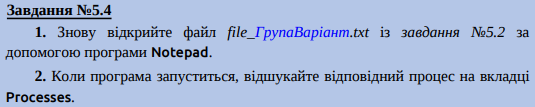 Завдання №5.4
1. Знову відкрийте файл file_ГрупаВаріант.txt із завдання №5.2 за
допомогою програми Notepad.
2. Коли програма запуститься, відшукайте відповідний процес на вкладці
Processes.